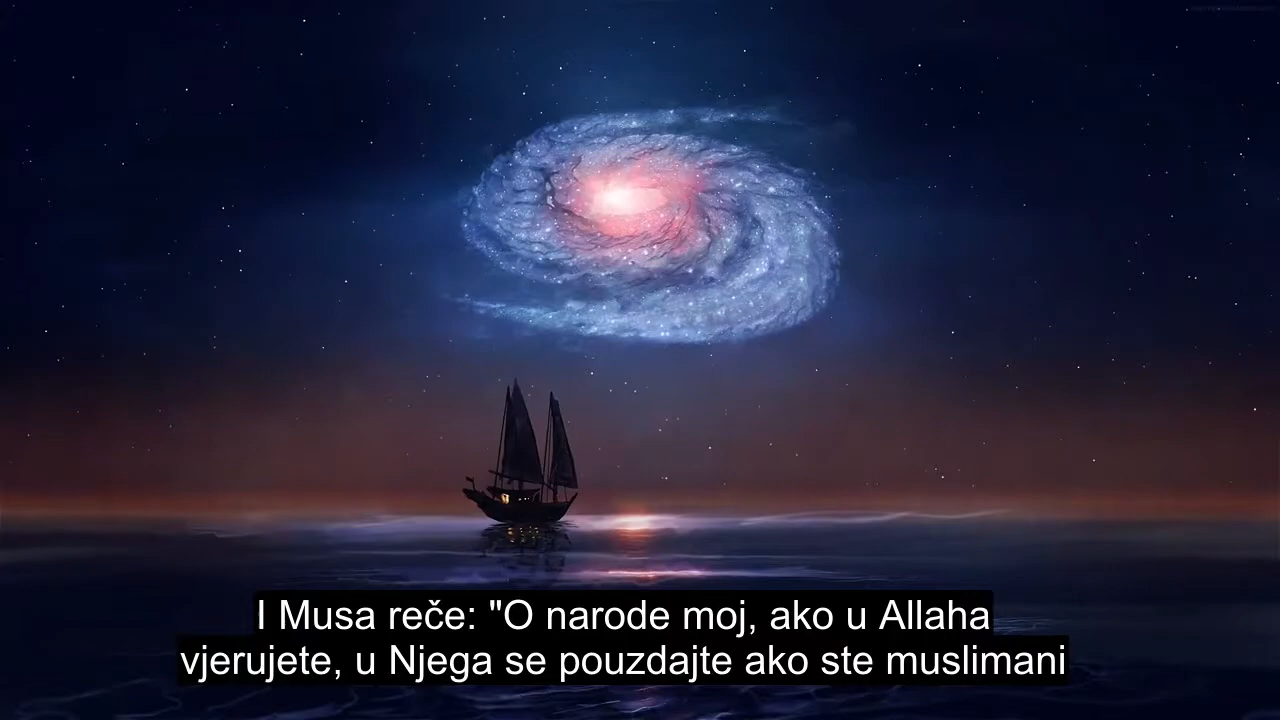 I Musa reče: "O narode moj, ako u Allaha
vjerujete, u Njega se pouzdajte ako ste muslimani